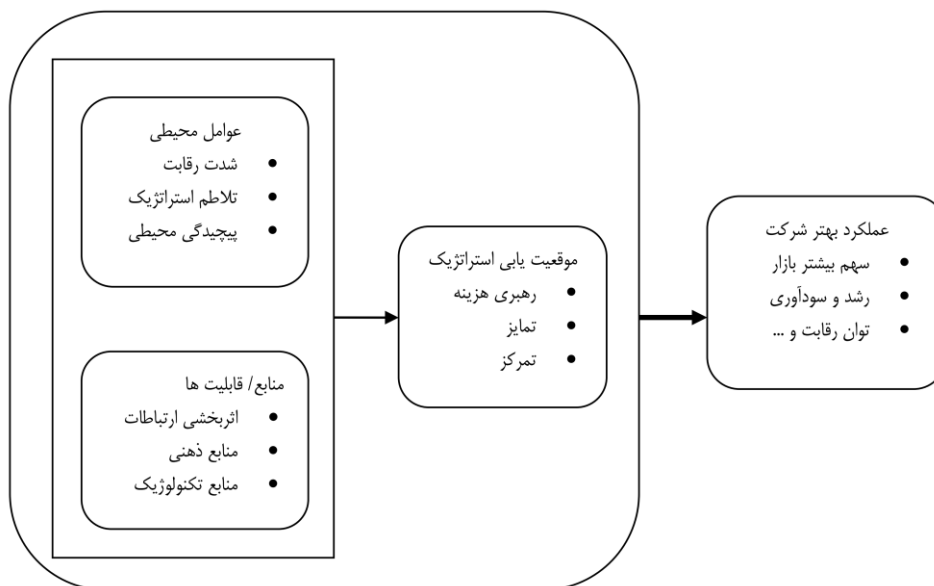 عوامل محیطی
• شدت رقابت
• تلاطم استراتژیک
• پیچیدگی محیطی
منابع/ قابلیت ها
• اثربخشی ارتباطات
• منابع ذهنی
• منابع تکنولوژیک
موقعیت یابی استراتژیک
• رهبری هزینه
• تمایز
• تمرکز
عملکرد بهتر شرکت
• سهم بیشتر بازار
• رشد و سودآوری
• توان رقابت و ...